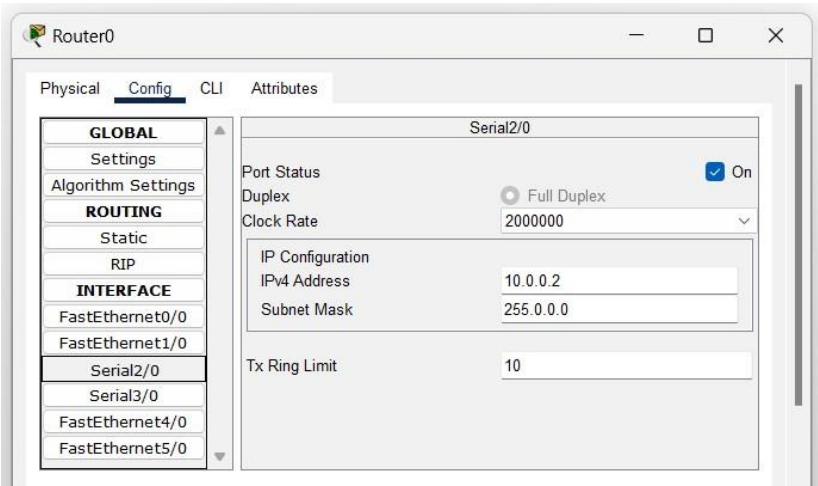 Router0
Physical Config CLI Attributes
GLOBAL
Settings
Algorithm Settings
ROUTING
Static
RIP
INTERFACE
FastEthernet0/0
FastEthernet1/0
Serial2/0
Serial3/0
FastEthernet4/0
FastEthernet5/0
Serial2/0
Port Status On
Duplex Full Duplex
Clock Rate 2000000
IP Configuration
IPv4 Address 10.0.0.2
Subnet Mask 255.0.0.0
Tx Ring Limit 10